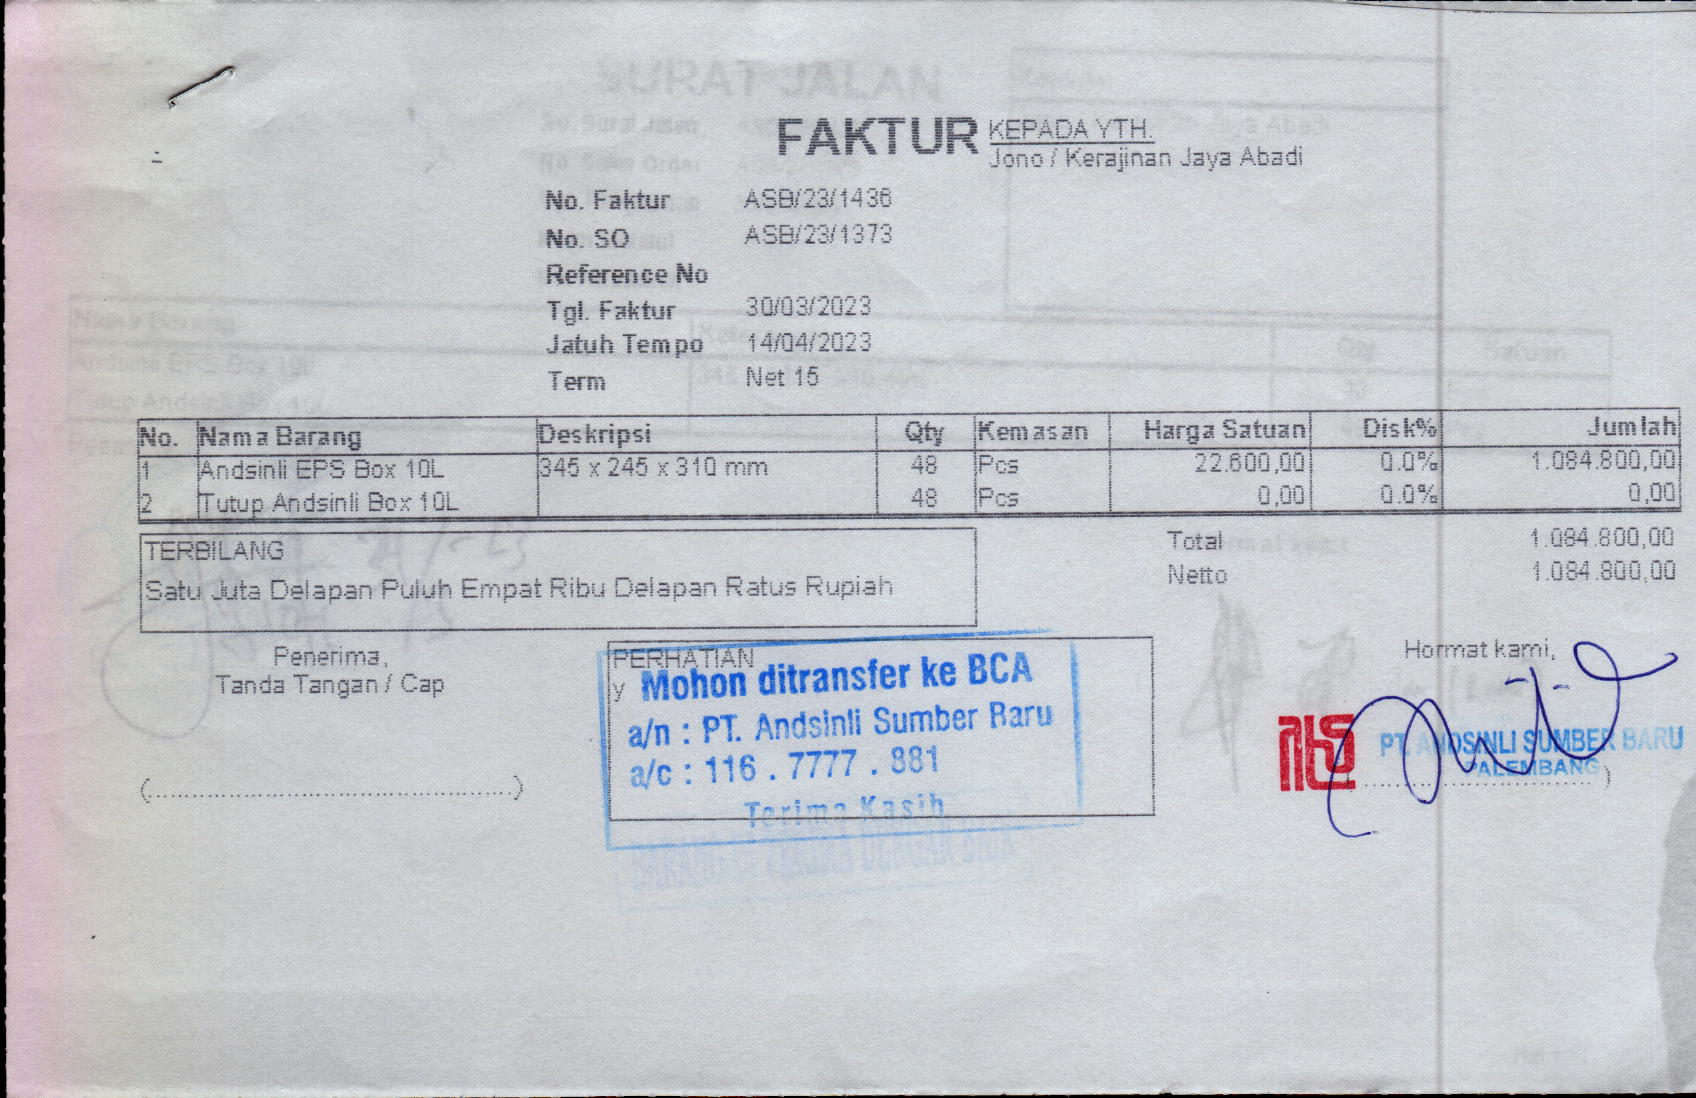 FAKTUR
KEPADA YTH.
Jono / Kerajinan Jaya Abadi
No. Faktur ASB/23/1436
No. SO ASB/23/1373
Reference No
Tgl. Faktur 30/03/2023
Jatuh Tempo 14/04/2023
Term Net 15
No. Nama Barang Deskripsi Qty Kemasan Harga Satuan Disk% Jumlah
1 Andsinli EPS Box 10L 345 x 245 x 310 mm 48 Pcs 22.600,00 0.0% 1.084.800,00
2 Tutup Andsinli Box 10L 48 Pcs 0,00 0.0% 0,00
TERBILANG
Satu Juta Delapan Puluh Empat Ribu Delapan Ratus Rupiah
Total 1.084.800,00
Netto 1.084.800,00
Penerima,
Tanda Tangan / Cap
(........................................)
PERHATIAN
y
Mohon ditransfer ke BCA
a/n : PT. Andsinli Sumber Baru
a/c : 116 . 7777 . 881
Terima Kasih
Hormat kami,
PT. ANDSINLI SUMBER BARU
PALEMBANG
SURAT JALAN